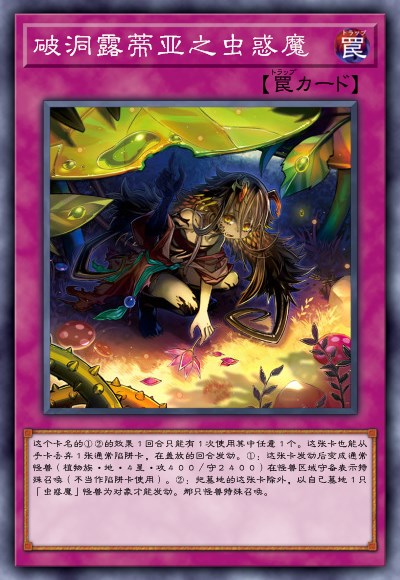 破洞露蒂亚之虫惑魔
トラップ
罠
トラップ
【罠カード】
这个卡名的①②的效果1回合只能有1次使用其中任意1个。这张卡也能从
手卡丢弃1张通常陷阱卡，在盖放的回合发动。①：这张卡发动后变成通常
怪兽（植物族·地·4星·攻400/守2400）在怪兽区域守备表示特
殊召唤（不当作陷阱卡使用）。②：把墓地的这张卡除外，以自己墓地1只
「虫惑魔」怪兽为对象才能发动。那只怪兽特殊召唤。